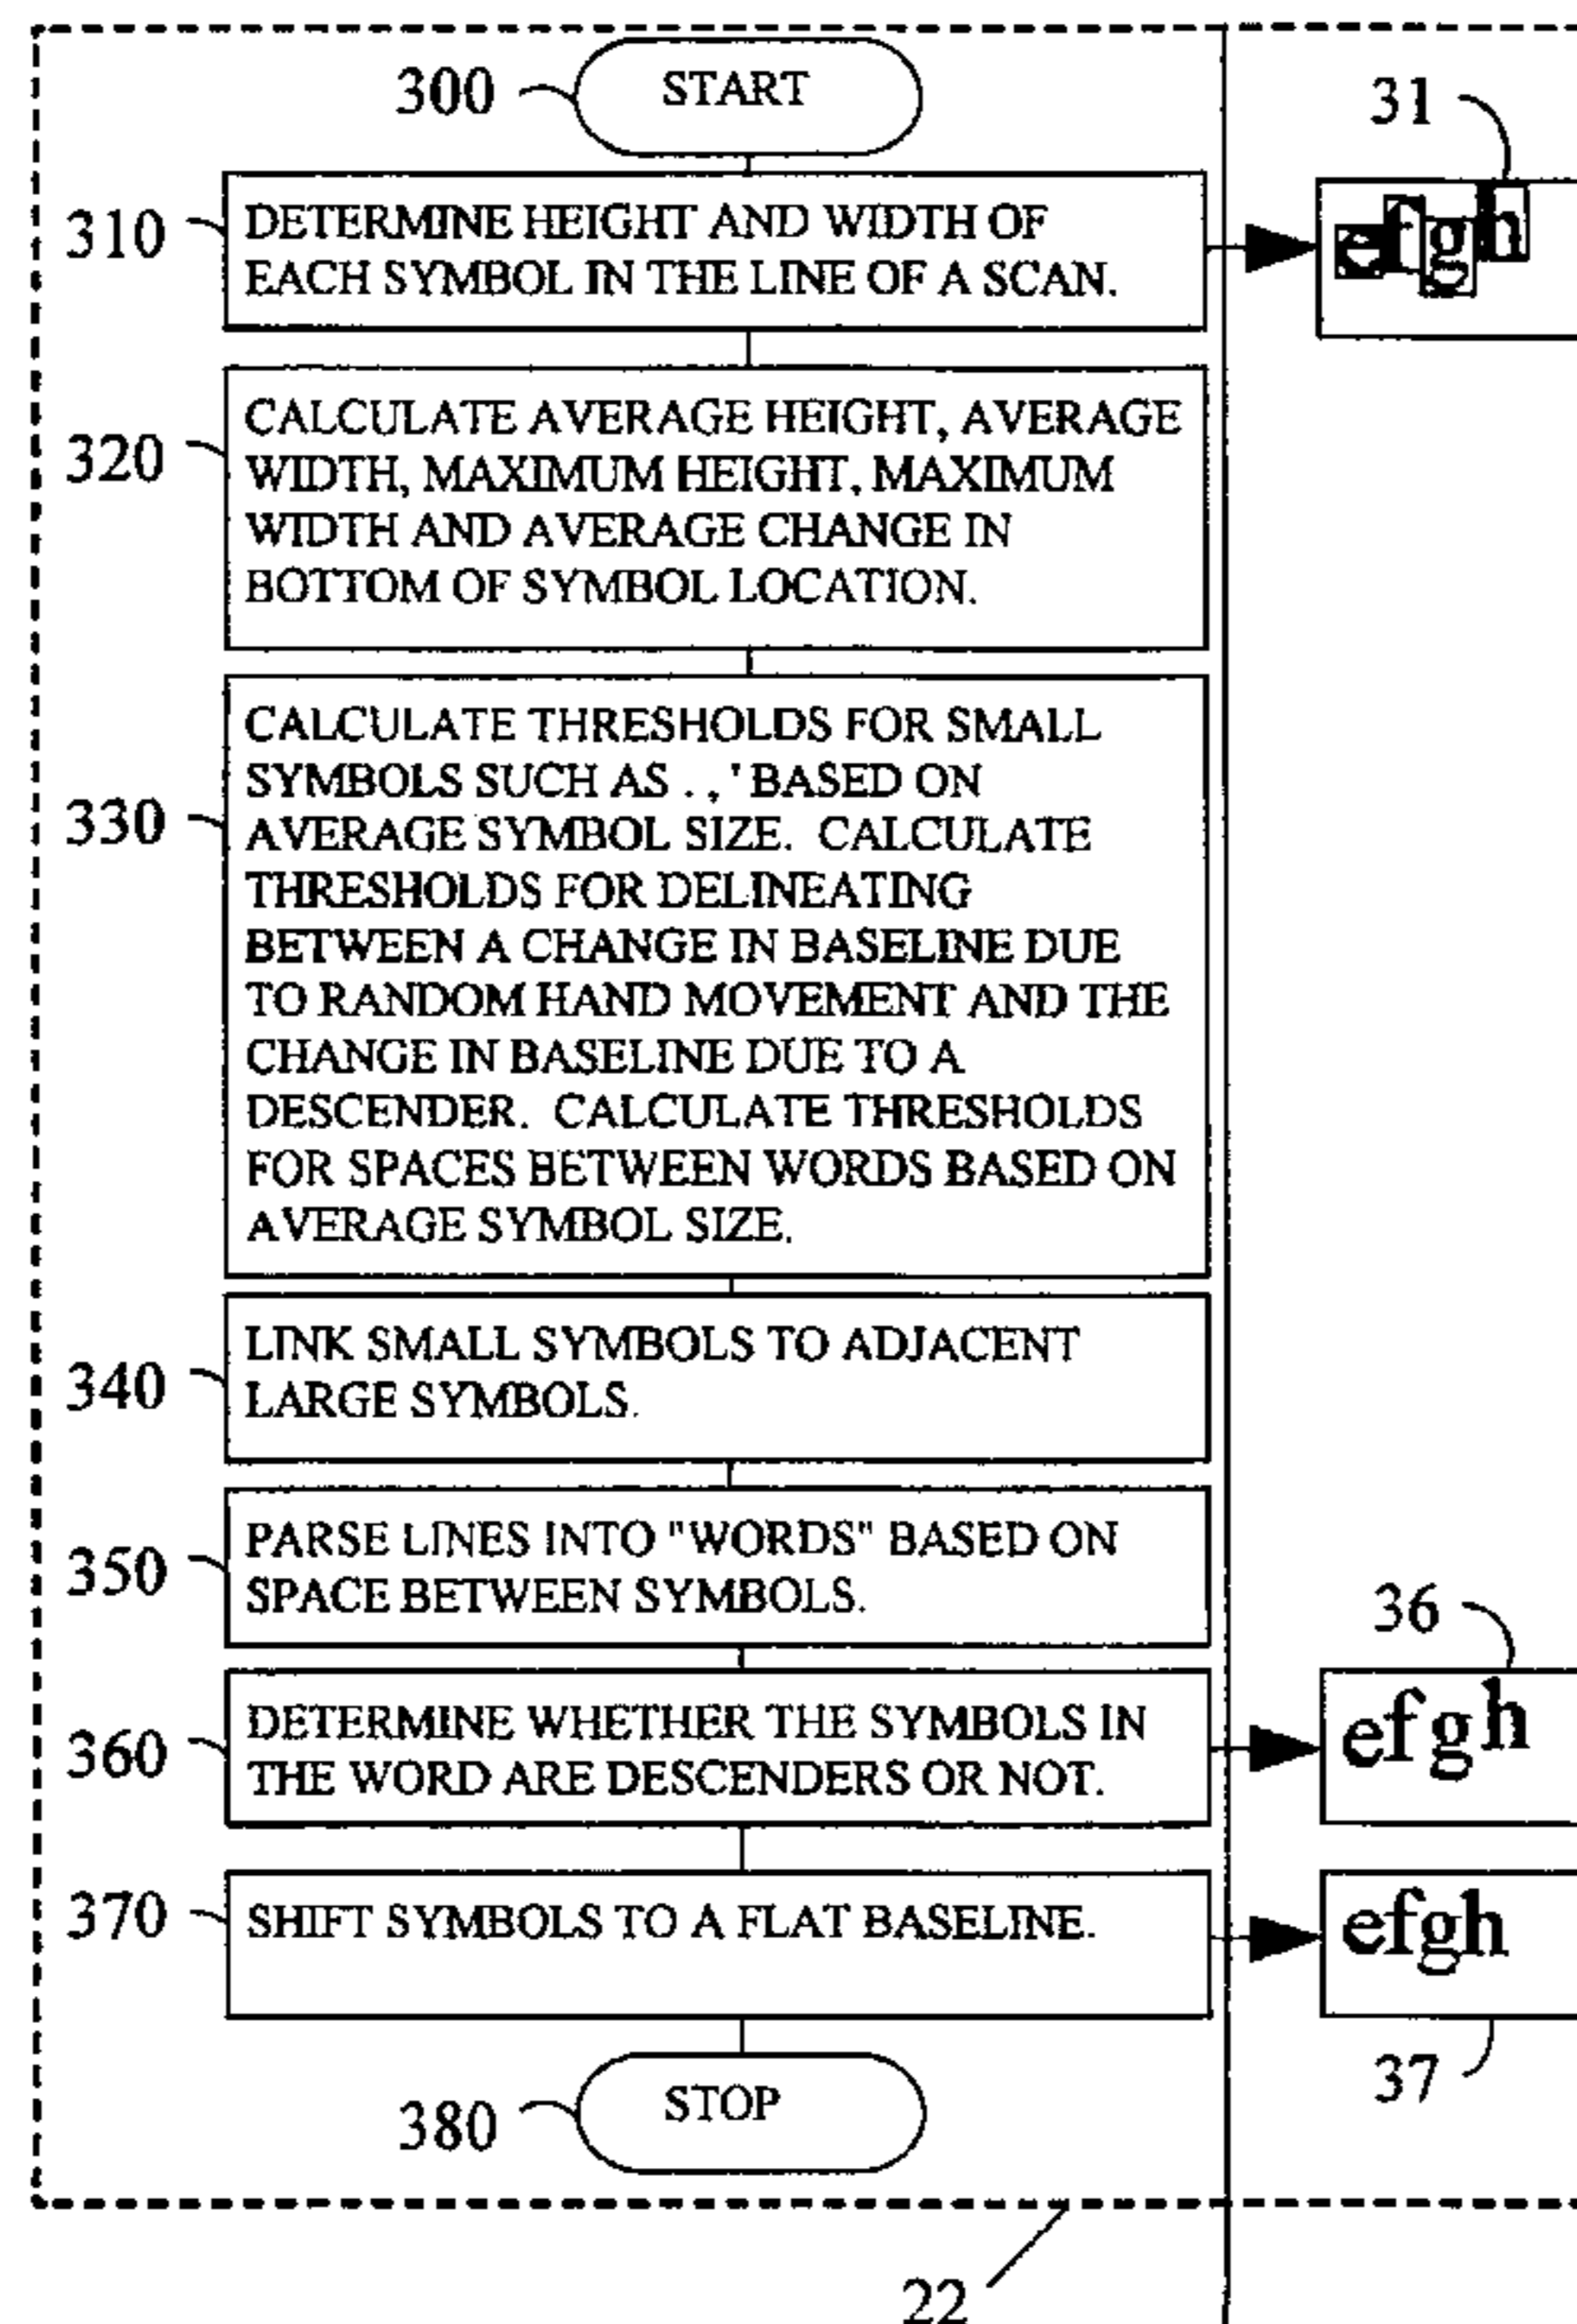 300 START
31
310 DETERMINE HEIGHT AND WIDTH OF
EACH SYMBOL IN THE LINE OF A SCAN.
efgh
320 CALCULATE AVERAGE HEIGHT, AVERAGE
WIDTH, MAXIMUM HEIGHT, MAXIMUM
WIDTH AND AVERAGE CHANGE IN
BOTTOM OF SYMBOL LOCATION.
330 CALCULATE THRESHOLDS FOR SMALL
SYMBOLS SUCH AS . , ' BASED ON
AVERAGE SYMBOL SIZE. CALCULATE
THRESHOLDS FOR DELINEATING
BETWEEN A CHANGE IN BASELINE DUE
TO RANDOM HAND MOVEMENT AND THE
CHANGE IN BASELINE DUE TO A
DESCENDER. CALCULATE THRESHOLDS
FOR SPACES BETWEEN WORDS BASED ON
AVERAGE SYMBOL SIZE.
340 LINK SMALL SYMBOLS TO ADJACENT
LARGE SYMBOLS.
350 PARSE LINES INTO "WORDS" BASED ON
SPACE BETWEEN SYMBOLS.
36
360 DETERMINE WHETHER THE SYMBOLS IN
THE WORD ARE DESCENDERS OR NOT.
efgh
370 SHIFT SYMBOLS TO A FLAT BASELINE.
efgh
37
380 STOP
22